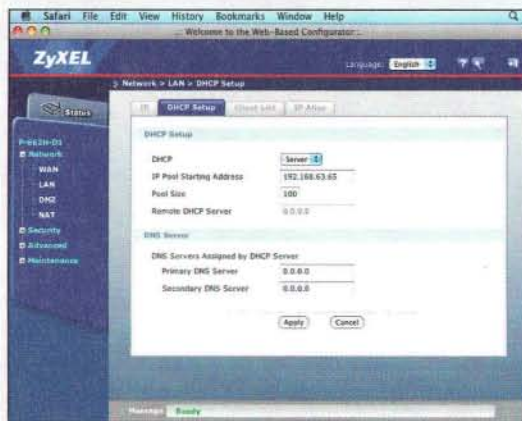 Safari File Edit View History Bookmarks Window Help
Welcome to the Web-Based Configurator
ZyXEL
Language: English
Network > LAN > DHCP Setup
Status
IP DHCP Setup Client List IP Alias
P-662H-D1
Network
WAN
LAN
DMZ
NAT
Security
Advanced
Maintenance
DHCP Setup
DHCP Server
IP Pool Starting Address 192.168.63.65
Pool Size 100
Remote DHCP Server 0.0.0.0
DNS Server
DNS Servers Assigned by DHCP Server
Primary DNS Server 0.0.0.0
Secondary DNS Server 0.0.0.0
Apply Cancel
Message Ready